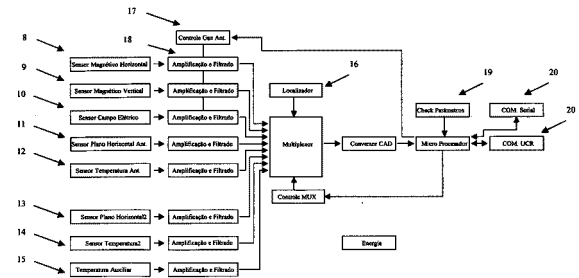 17
Controle Gan Ant.
8
18
Sensor Magnético Horizontal
Amplificação e Filtrado
9
Sensor Magnético Vertical
Amplificação e Filtrado
10
Sensor Campo Elétrico
Amplificação e Filtrado
11
Sensor Plano Horizontal Ant.
Amplificação e Filtrado
12
Sensor Temperatura Ant
Amplificação e Filtrado
13
Sensor Plano Horizontal2
Amplificação e Filtrado
14
Sensor Temperatura2
Amplificação e Filtrado
15
Temperatura Auxiliar
Amplificação e Filtrado
16
Localizador
Multiplexor
Controle MUX
Conversor CAD
19
Check Parametros
Micro Procesador
20
COM. Serial
20
COM. UCR
Energia